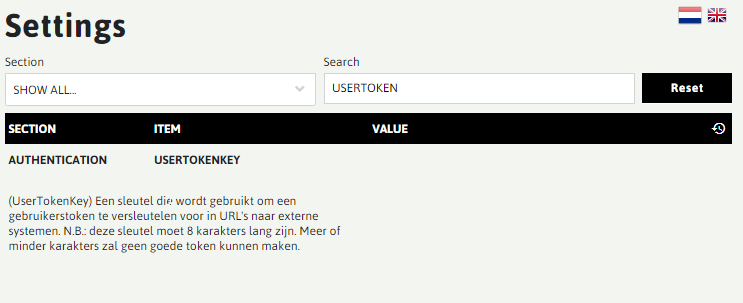 Settings
Section
Search
SHOW ALL...
USERTOKEN
Reset
SECTION ITEM VALUE
AUTHENTICATION USERTOKENKEY
(UserTokenKey) Een sleutel die wordt gebruikt om een
gebruikerstoken te versleutelen voor in URL's naar externe
systemen. N.B.: deze sleutel moet 8 karakters lang zijn. Meer of
minder karakters zal geen goede token kunnen maken.